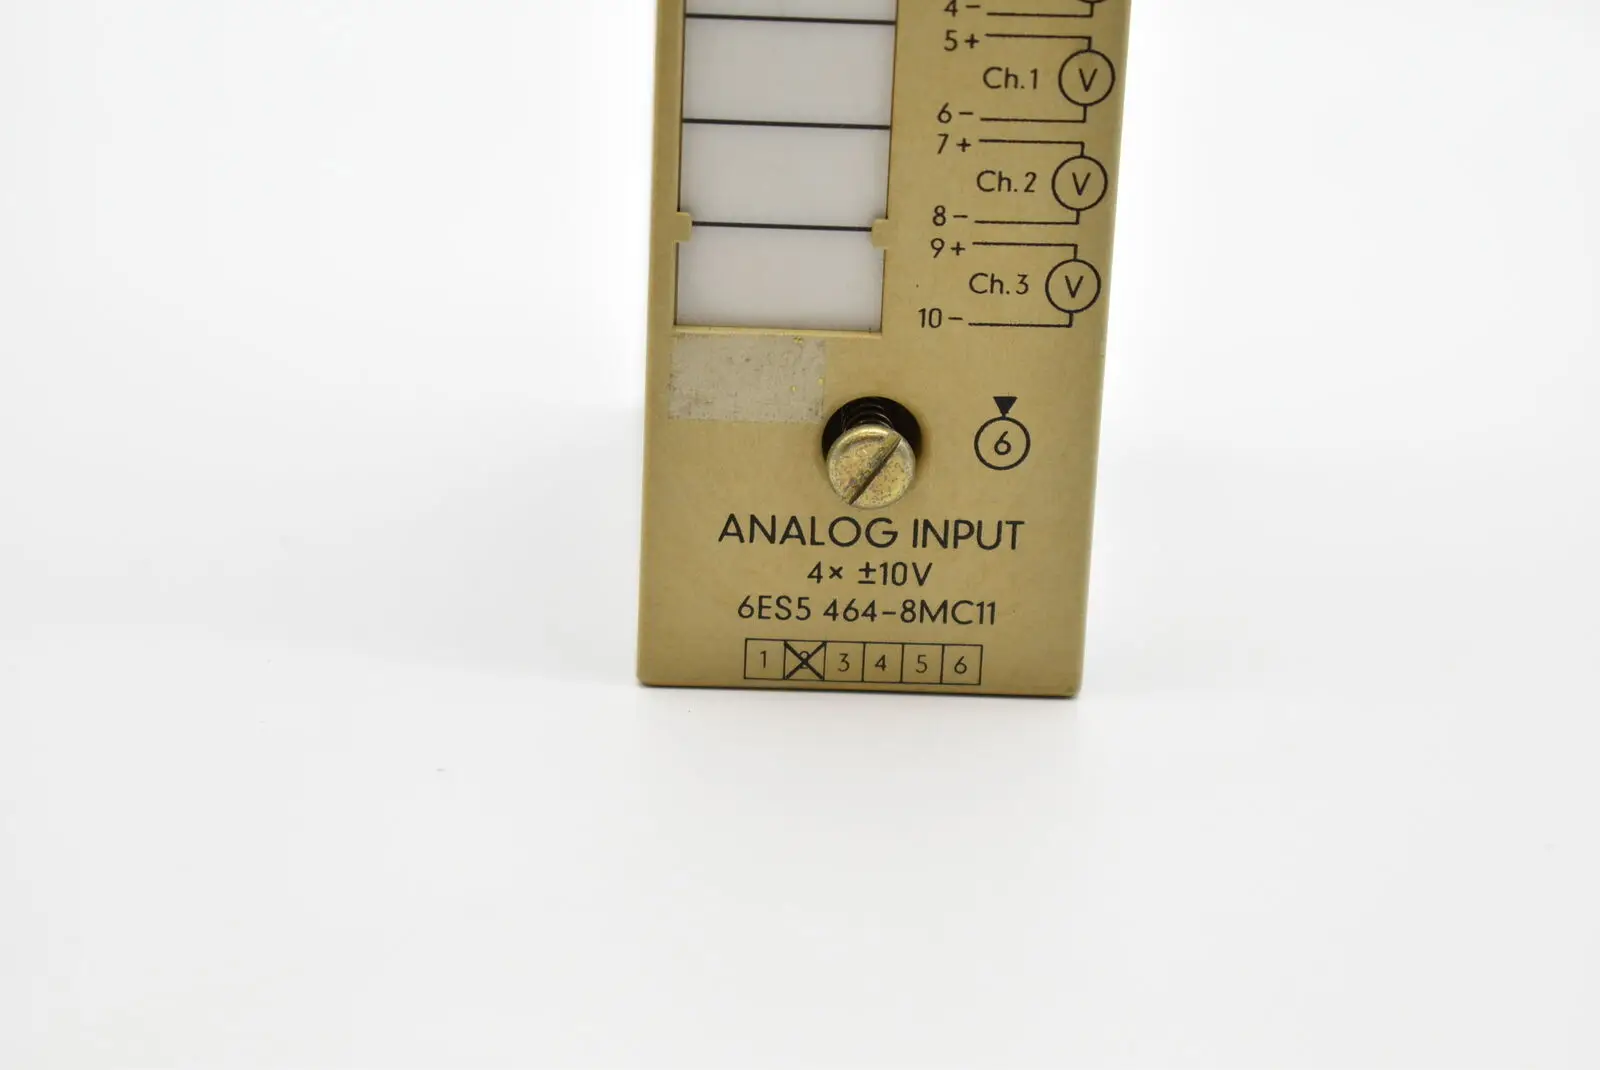 4-
5+
Ch.1 V
6-
7+
Ch.2 V
8-
9+
Ch.3 V
10-
6
ANALOG INPUT
4× ±10V
6ES5 464-8MC11
1 2 3 4 5 6